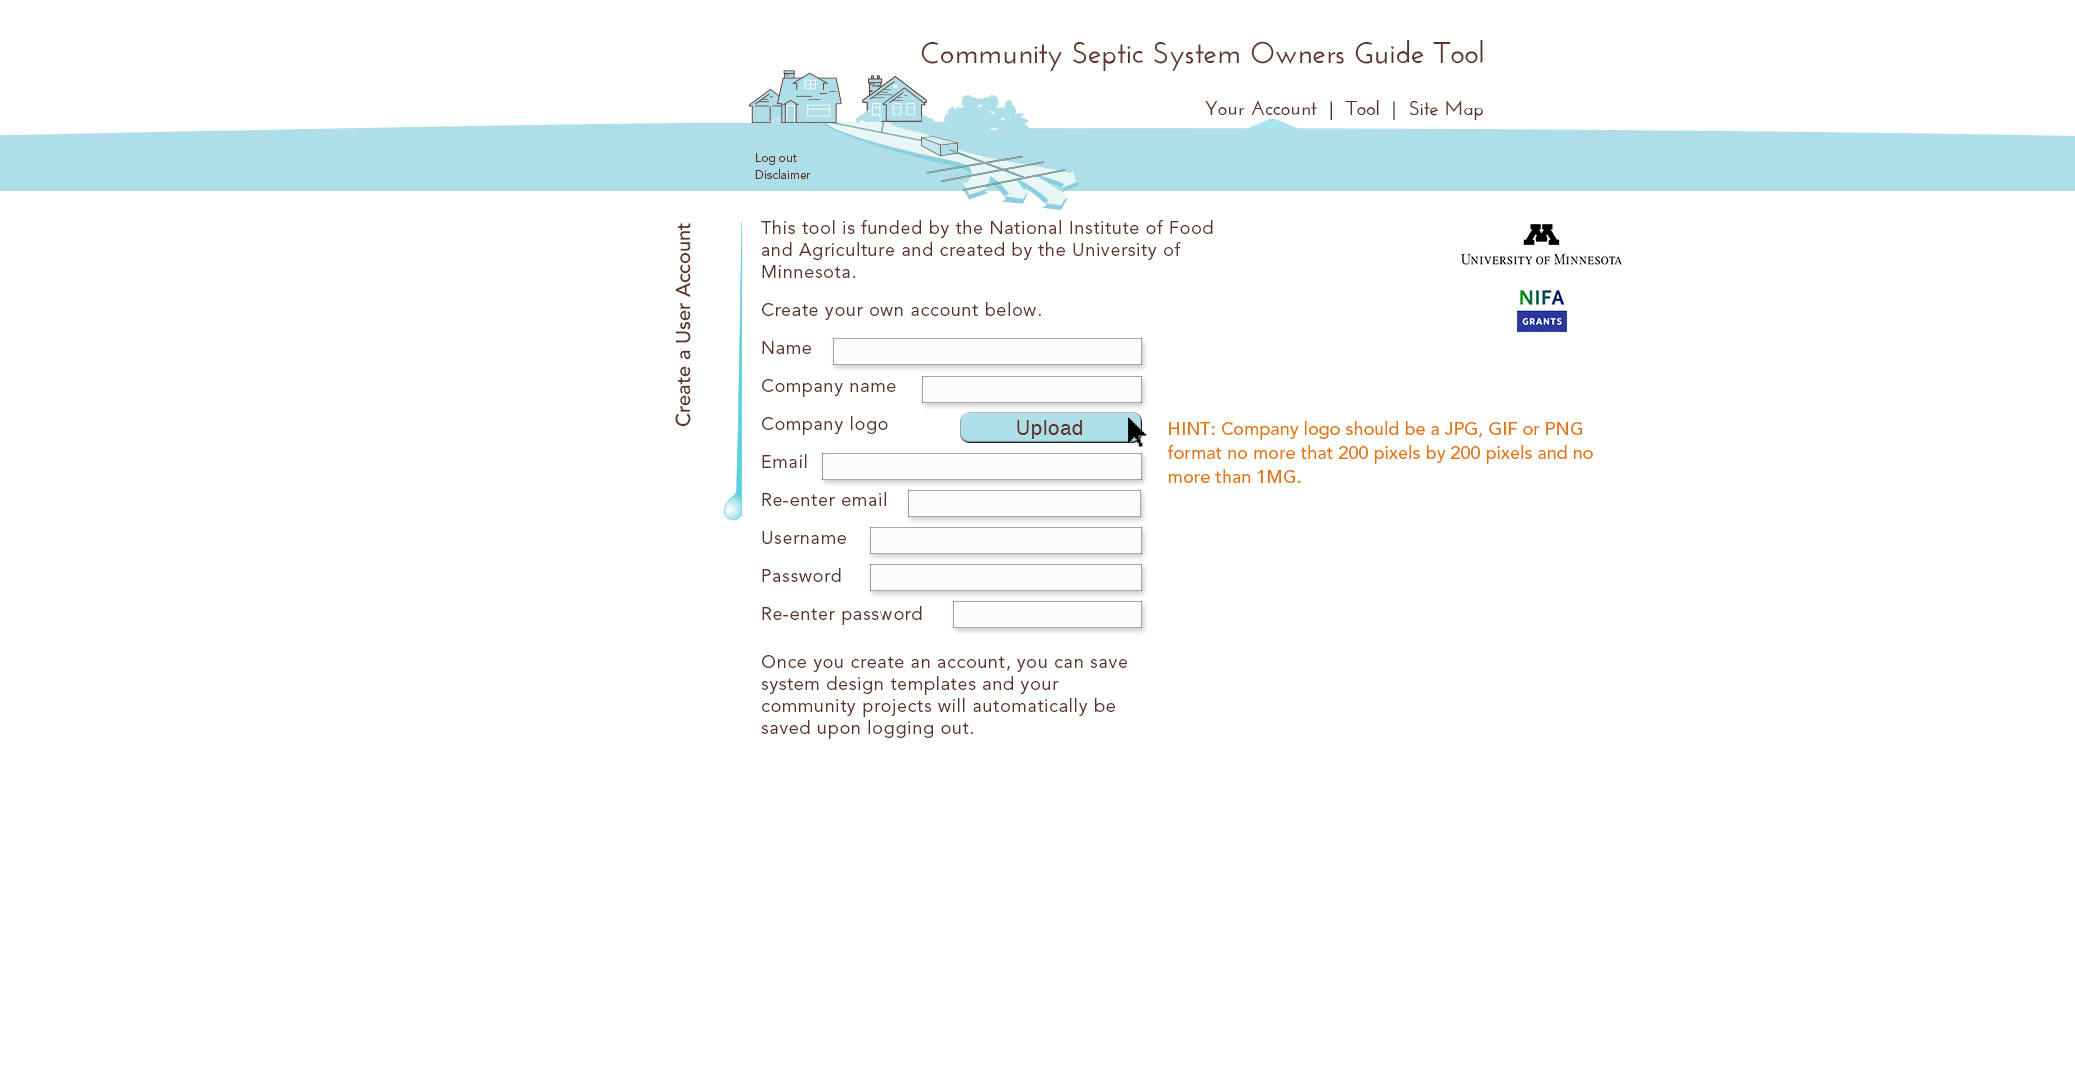 Community Septic System Owners Guide Tool
Your Account | Tool | Site Map
Log out
Disclaimer
Create a User Account
This tool is funded by the National Institute of Food
and Agriculture and created by the University of
Minnesota.
UNIVERSITY OF MINNESOTA
NIFA
GRANTS
Create your own account below.
Name
Company name
Company logo
Upload
HINT: Company logo should be a JPG, GIF or PNG
format no more that 200 pixels by 200 pixels and no
more than 1MG.
Email
Re-enter email
Username
Password
Re-enter password
Once you create an account, you can save
system design templates and your
community projects will automatically be
saved upon logging out.